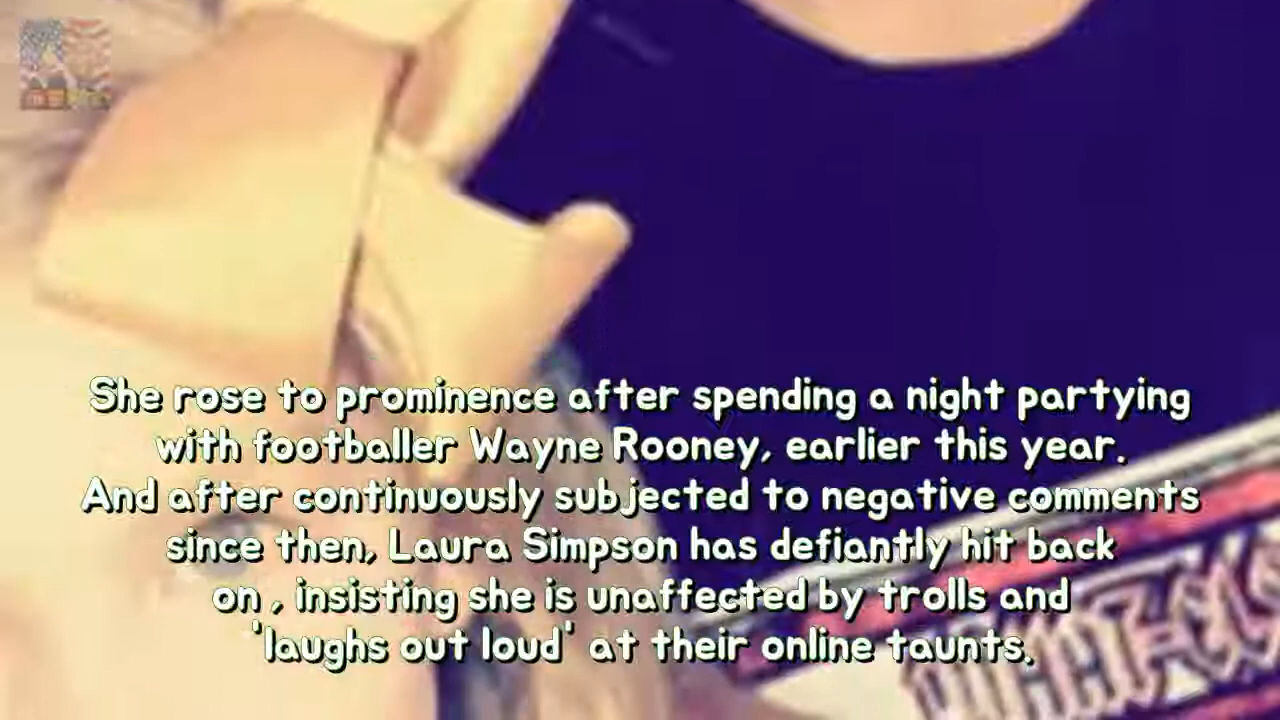 She rose to prominence after spending a night partying
with footballer Wayne Rooney, earlier this year.
And after continuously subjected to negative comments
since then, Laura Simpson has defiantly hit back
on , insisting she is unaffected by trolls and
'laughs out loud' at their online taunts.